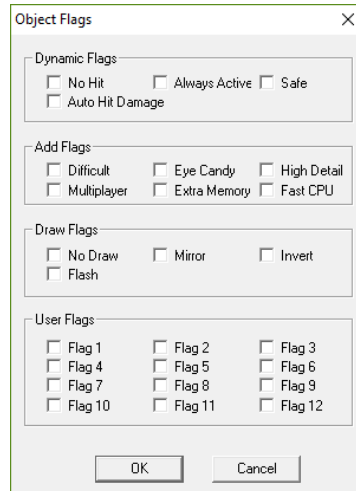 Object Flags
Dynamic Flags
No Hit Always Active Safe
Auto Hit Damage
Add Flags
Difficult Eye Candy High Detail
Multiplayer Extra Memory Fast CPU
Draw Flags
No Draw Mirror Invert
Flash
User Flags
Flag 1 Flag 2 Flag 3
Flag 4 Flag 5 Flag 6
Flag 7 Flag 8 Flag 9
Flag 10 Flag 11 Flag 12
OK Cancel